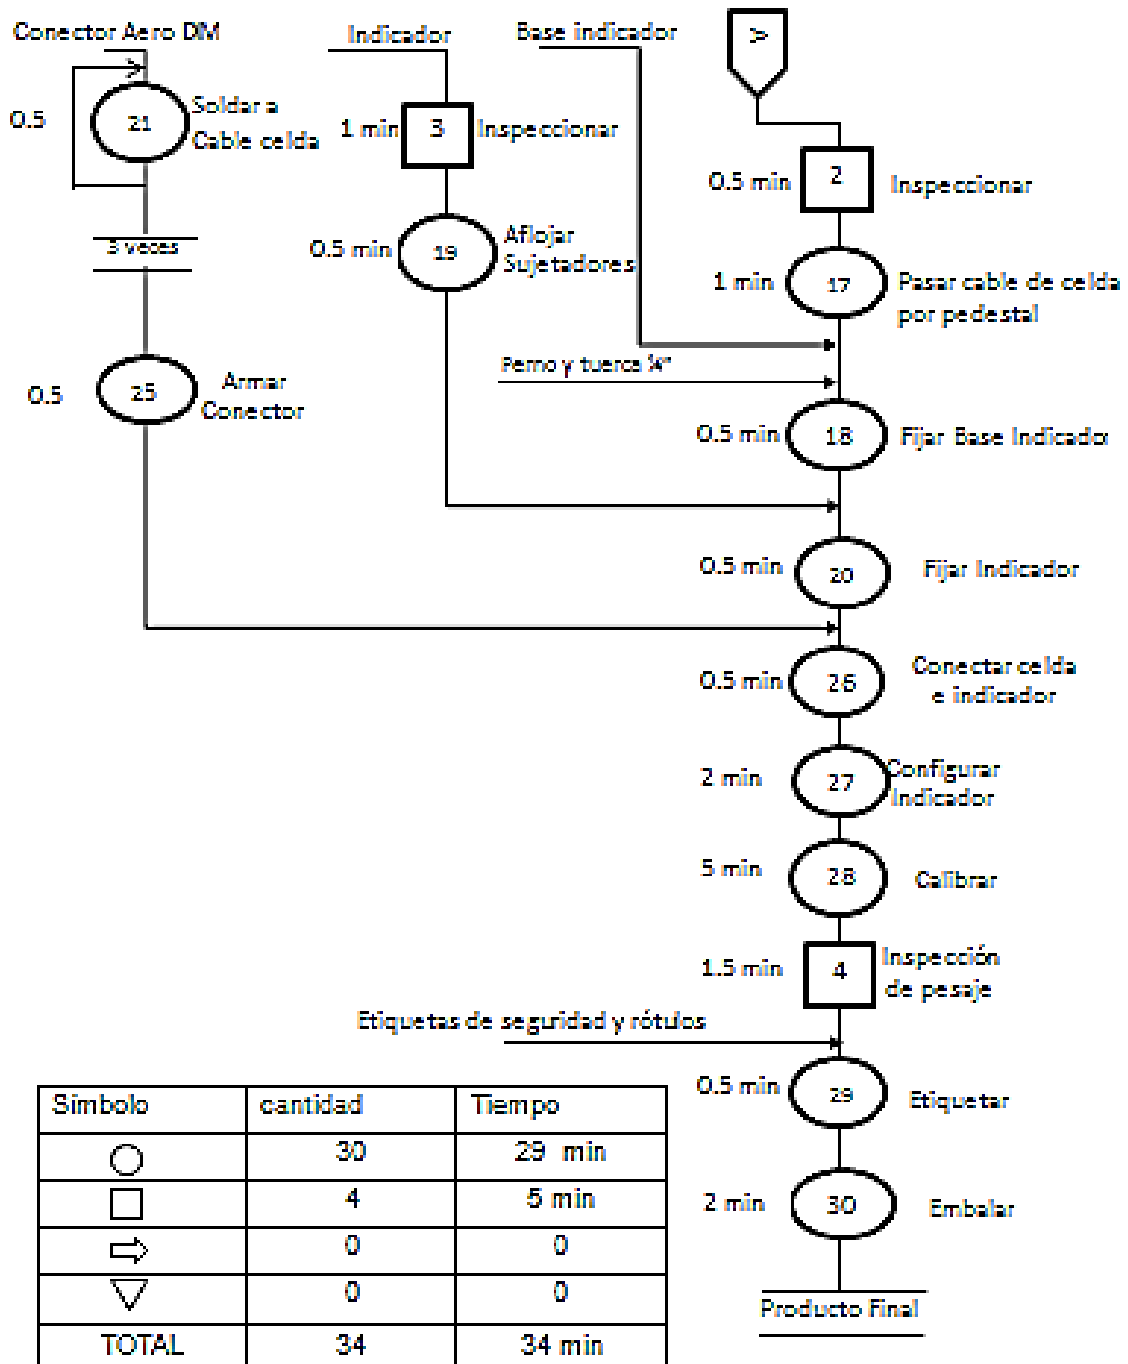 Conector Aero DIM
0.5
21
Soldar a
Cable celda
3 veces
0.5
25
Armar
Conector
Indicador
1 min
3
Inspeccionar
0.5 min
19
Aflojar
Sujetadores
Base indicador
A
0.5 min
2
Inspeccionar
1 min
17
Pasar cable de celda
por pedestal
Perno y tuerca ¼"
0.5 min
18
Fijar Base Indicador
0.5 min
20
Fijar Indicador
0.5 min
26
Conectar celda
e indicador
2 min
27
Configurar
Indicador
5 min
28
Calibrar
1.5 min
4
Inspección
de pesaje
Etiquetas de seguridad y rótulos
0.5 min
29
Etiquetar
2 min
30
Embalar
Producto Final
Simbolo cantidad Tiempo
30 29 min
4 5 min
0 0
0 0
TOTAL 34 34 min